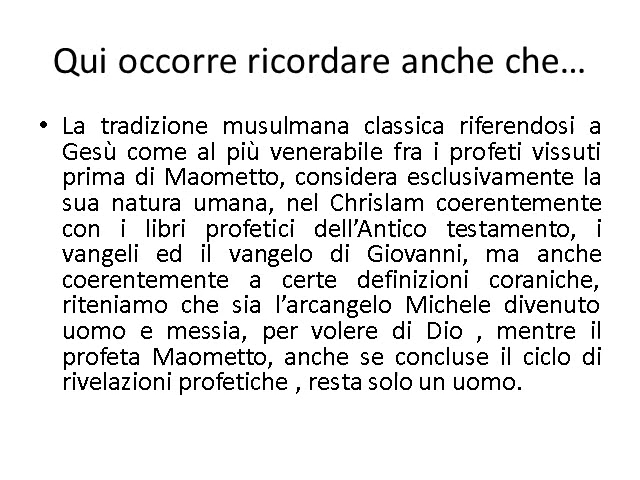 Qui occorre ricordare anche che…
• La tradizione musulmana classica riferendosi a
Gesù come al più venerabile fra i profeti vissuti
prima di Maometto, considera esclusivamente la
sua natura umana, nel Chrislam coerentemente
con i libri profetici dell’Antico testamento, i
vangeli ed il vangelo di Giovanni, ma anche
coerentemente a certe definizioni coraniche,
riteniamo che sia l’arcangelo Michele divenuto
uomo e messia, per volere di Dio , mentre il
profeta Maometto, anche se concluse il ciclo di
rivelazioni profetiche , resta solo un uomo.